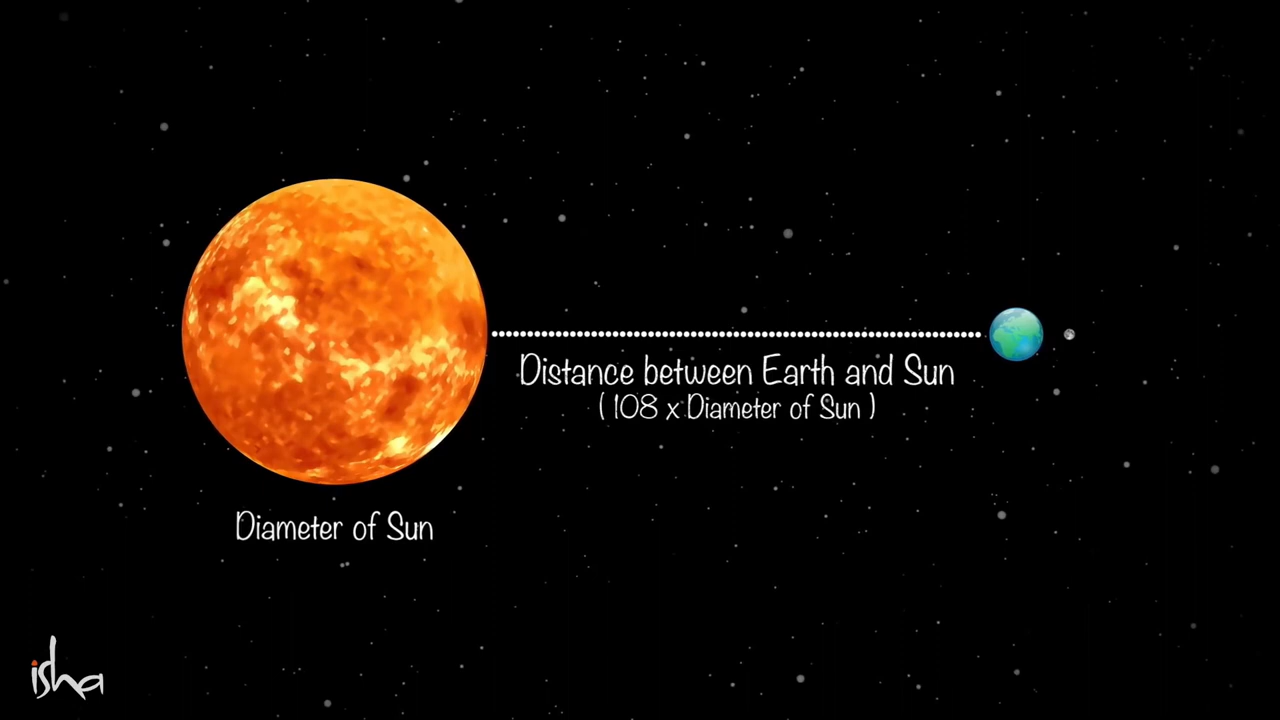 Distance between Earth and Sun
( 108 x Diameter of Sun )
Diameter of Sun
isha